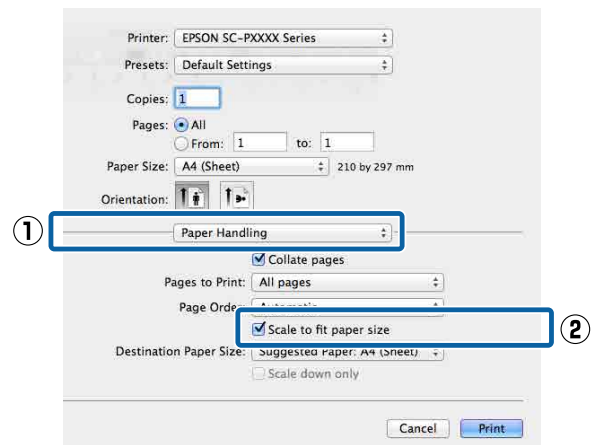 Printer: EPSON SC-PXXXX Series
Presets: Default Settings
Copies: 1
Pages: All
From: 1 to: 1
Paper Size: A4 (Sheet) 210 by 297 mm
Orientation:
① Paper Handling
Collate pages
Pages to Print: All pages
Page Order: Automatic
Scale to fit paper size ②
Destination Paper Size: Suggested Paper: A4 (Sheet)
Scale down only
Cancel Print